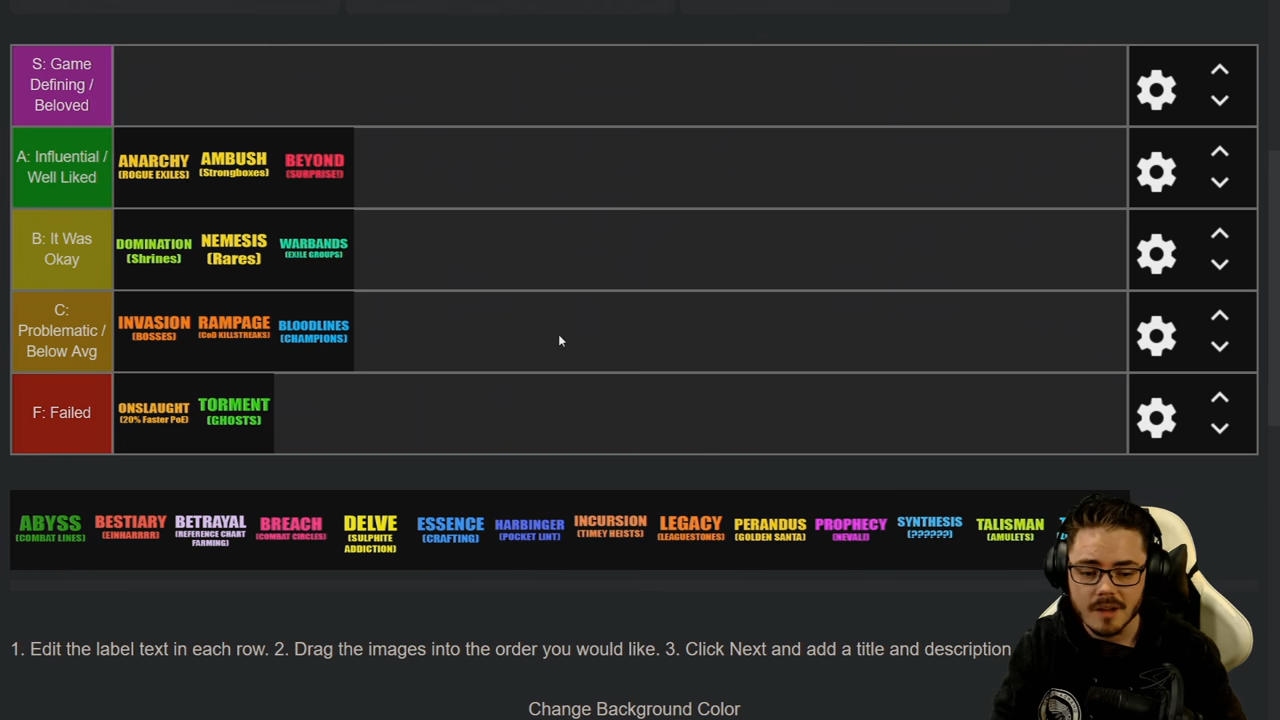 S: Game
Defining /
Beloved
A: Influential /
Well Liked
ANARCHY
(ROGUE EXILES)
AMBUSH
(Strongboxes)
BEYOND
(SURPRISE!)
B: It Was
Okay
DOMINATION
(Shrines)
NEMESIS
(Rares)
WARBANDS
(EXILE GROUPS)
C:
Problematic /
Below Avg
INVASION
(BOSSES)
RAMPAGE
(CoD KILLSTREAKS)
BLOODLINES
(CHAMPIONS)
F: Failed
ONSLAUGHT
(20% Faster PoE)
TORMENT
(GHOSTS)
ABYSS
(COMBAT LINES)
BESTIARY
(EINHARRRR)
BETRAYAL
(REFERENCE CHART
FARMING)
BREACH
(COMBAT CIRCLES)
DELVE
(SULPHITE
ADDICTION)
ESSENCE
(CRAFTING)
HARBINGER
(POCKET LINT)
INCURSION
(TIMEY HEISTS)
LEGACY
(LEAGUESTONES)
PERANDUS
(GOLDEN SANTA)
PROPHECY
(NEVALI)
SYNTHESIS
(??????)
TALISMAN
(AMULETS)
1. Edit the label text in each row. 2. Drag the images into the order you would like. 3. Click Next and add a title and description
Change Background Color